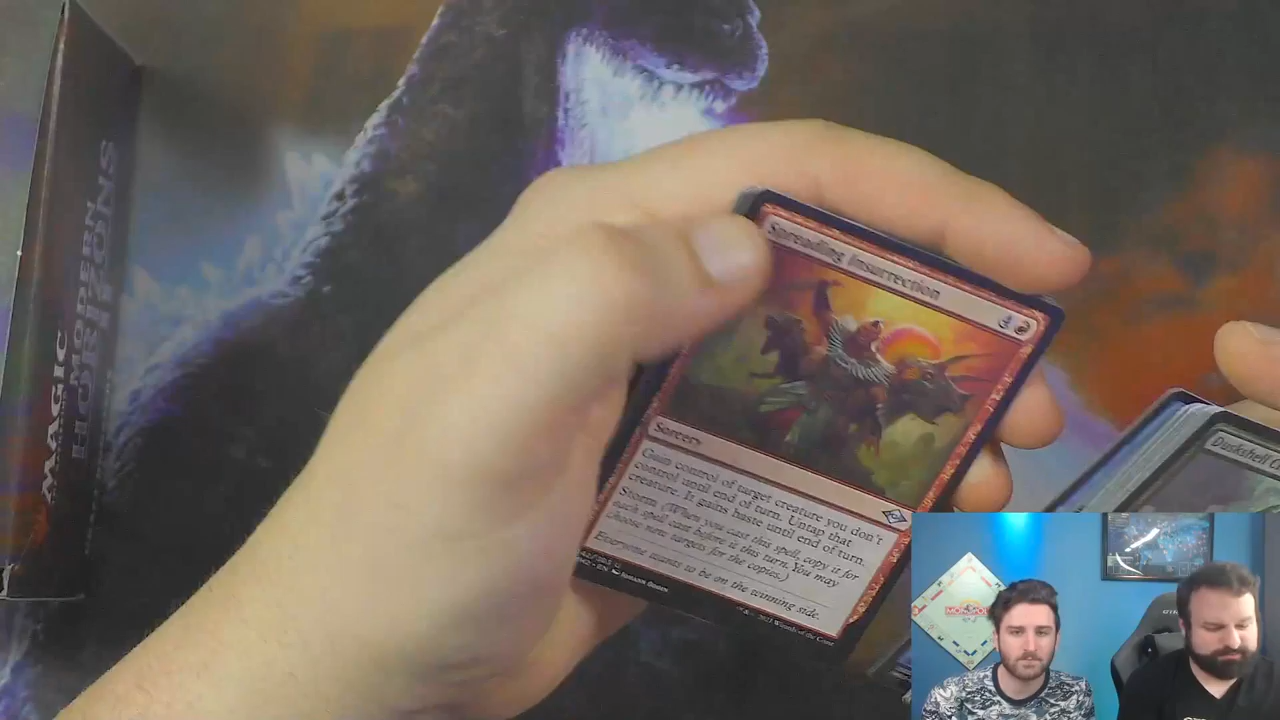 MAGIC
MODERN
HORIZONS
Spreading Insurrection
Sorcery
Gain control of target creature you don't
control until end of turn. Untap that
creature. It gains haste until end of turn.
Storm (When you cast this spell, copy it for
each spell cast before it this turn. You may
choose new targets for the copies.)
Everyone wants to be on the winning side.
Duskshell
MONOPOLY